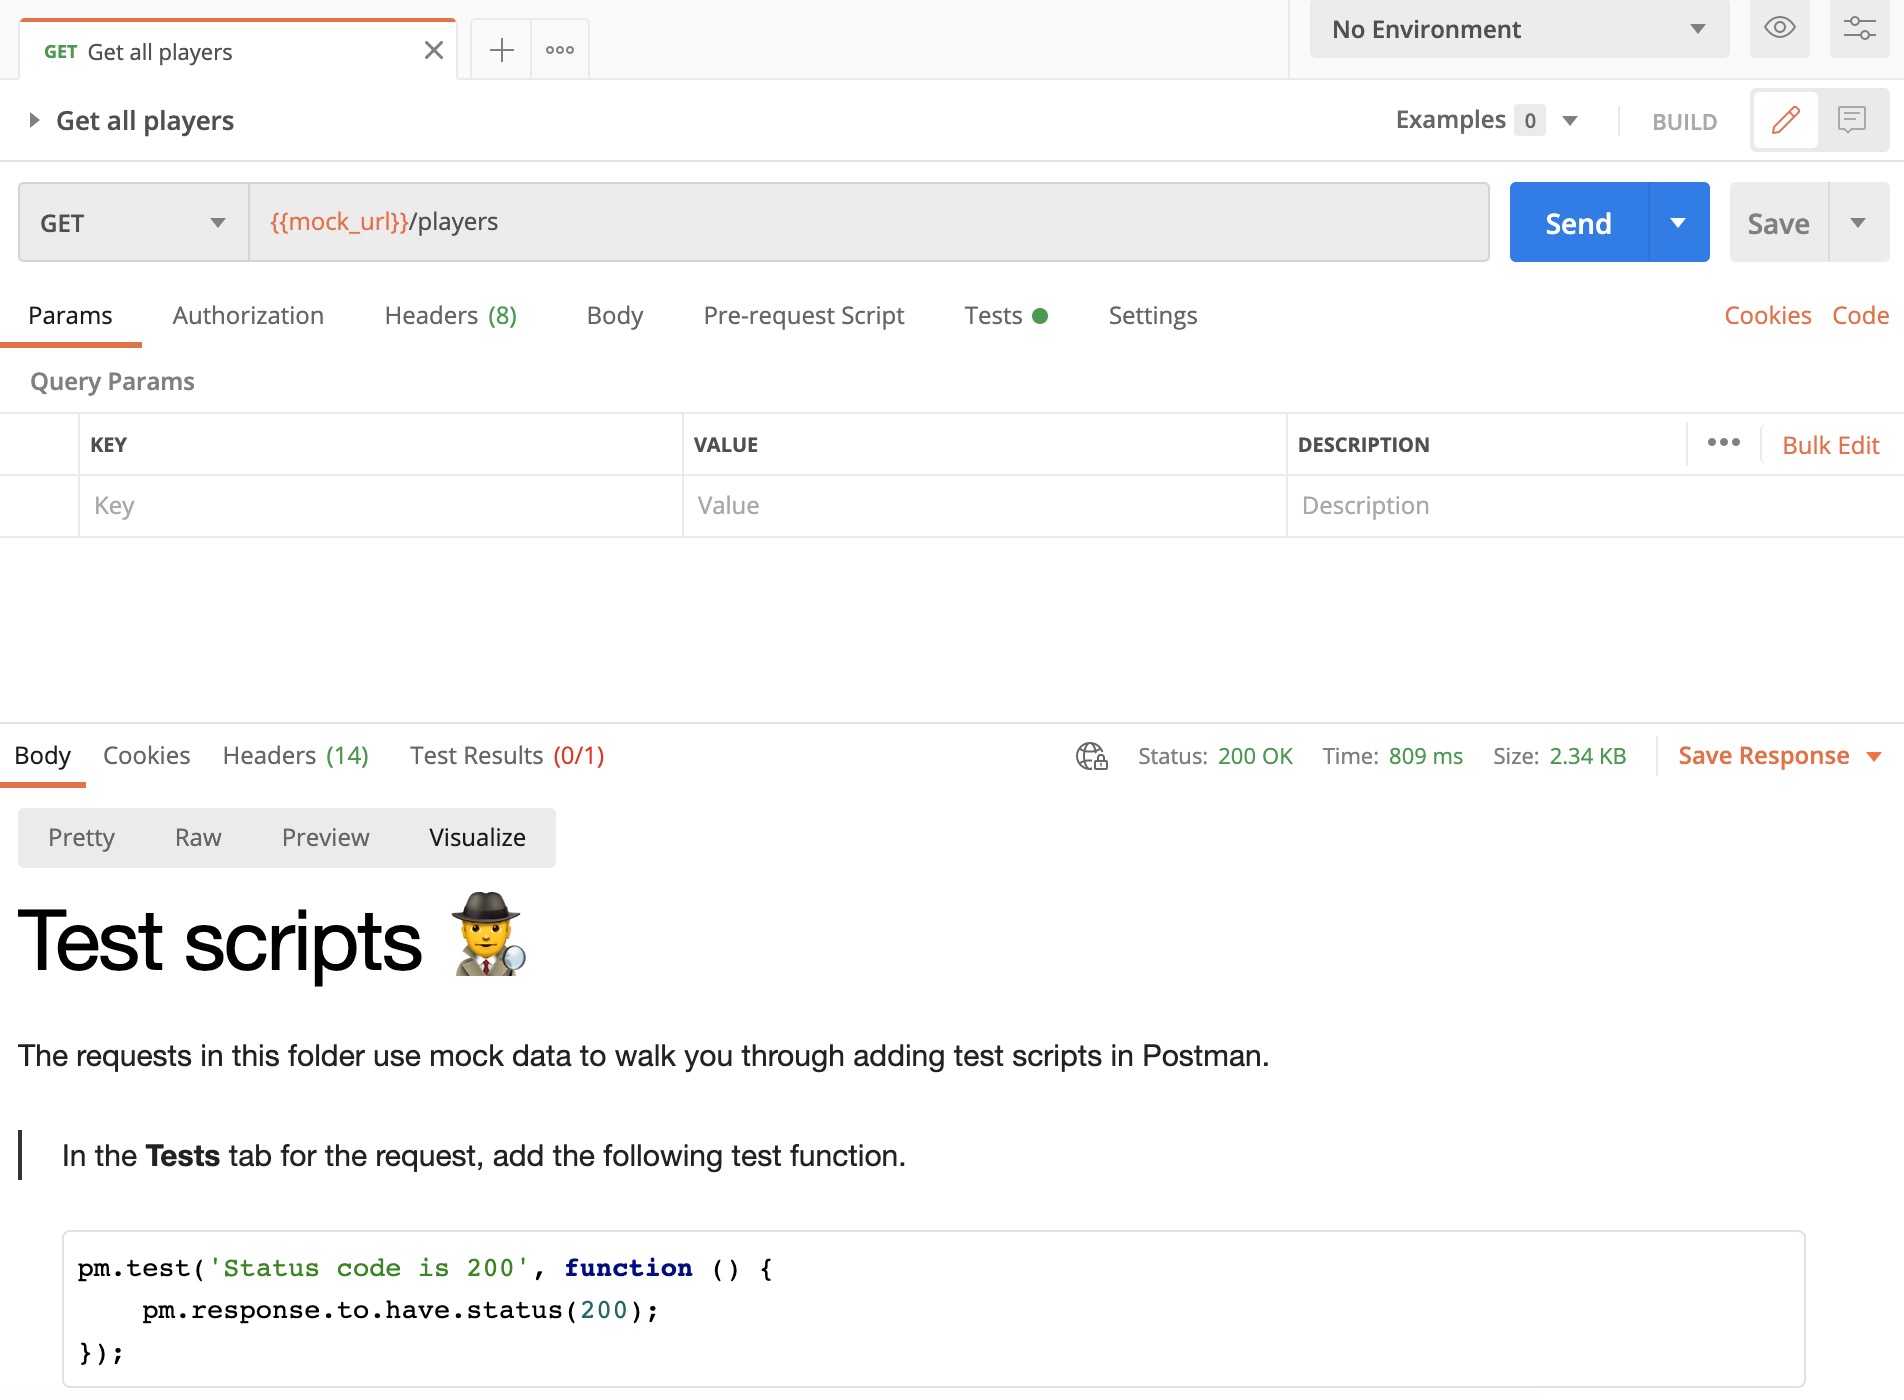 GET Get all players
No Environment
Get all players
Examples 0
BUILD
GET
{{mock_url}}/players
Send
Save
Params Authorization Headers (8) Body Pre-request Script Tests Settings Cookies Code
Query Params
KEY VALUE DESCRIPTION Bulk Edit
Key Value Description
Body Cookies Headers (14) Test Results (0/1) Status: 200 OK Time: 809 ms Size: 2.34 KB Save Response
Pretty Raw Preview Visualize
Test scripts
The requests in this folder use mock data to walk you through adding test scripts in Postman.
In the Tests tab for the request, add the following test function.
pm.test('Status code is 200', function () {
    pm.response.to.have.status(200);
});